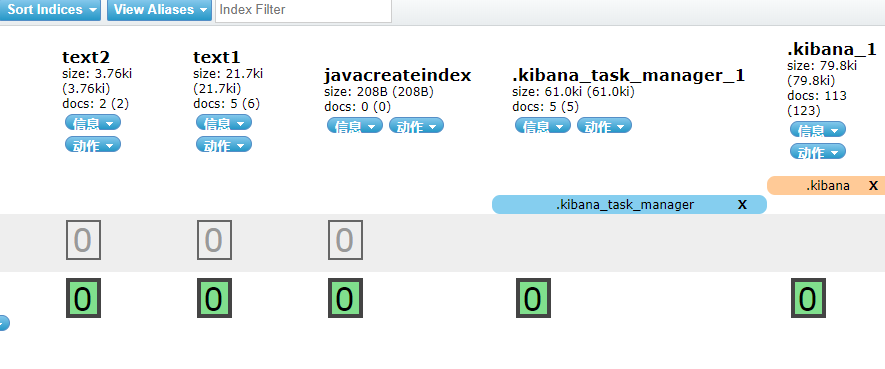 Sort Indices View Aliases Index Filter
text2
size: 3.76ki
(3.76ki)
docs: 2 (2)
信息
动作
text1
size: 21.7ki
(21.7ki)
docs: 5 (6)
信息
动作
javacreateindex
size: 208B (208B)
docs: 0 (0)
信息 动作
.kibana_task_manager_1
size: 61.0ki (61.0ki)
docs: 5 (5)
信息 动作
.kibana_1
size: 79.8ki
(79.8ki)
docs: 113
(123)
信息
动作
.kibana X
.kibana_task_manager X
0 0 0
0 0 0 0 0